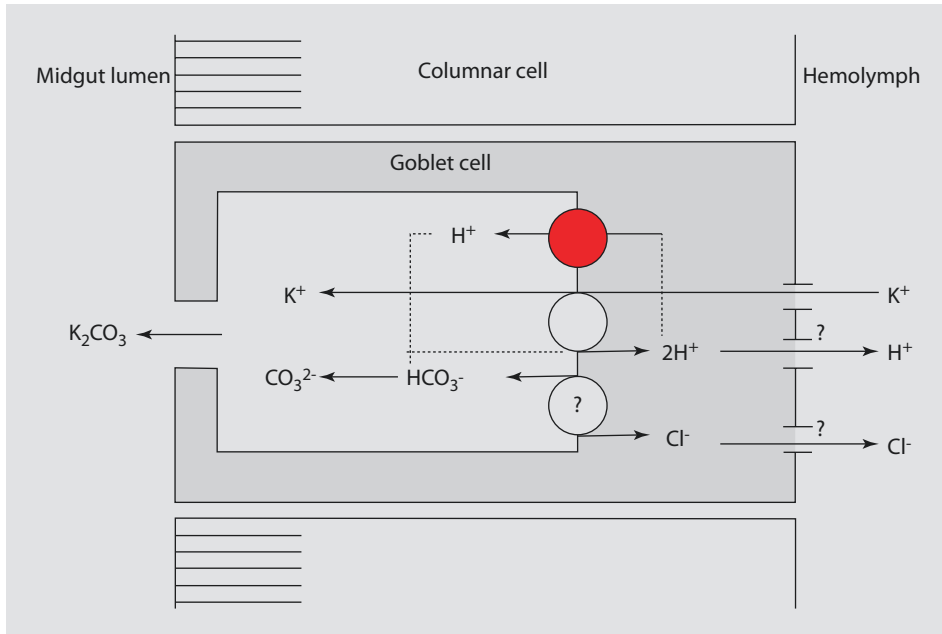 Midgut lumen
Columnar cell
Hemolymph
Goblet cell
H⁺
K⁺
K⁺
?
K₂CO₃
2H⁺
H⁺
CO₃²⁻
HCO₃⁻
?
?
Cl⁻
Cl⁻